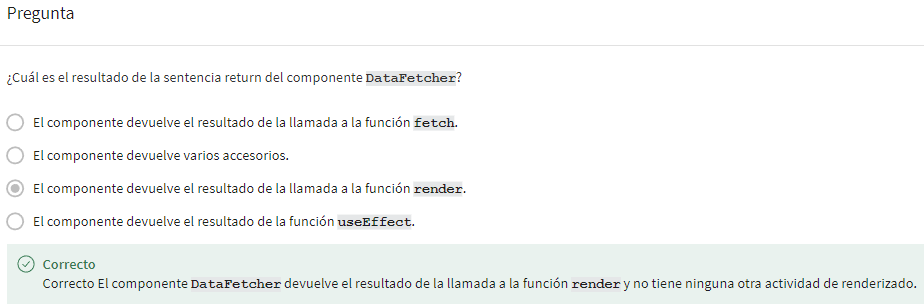 Pregunta
¿Cuál es el resultado de la sentencia return del componente DataFetcher?
El componente devuelve el resultado de la llamada a la función fetch.
El componente devuelve varios accesorios.
El componente devuelve el resultado de la llamada a la función render.
El componente devuelve el resultado de la función useEffect.
Correcto
Correcto El componente DataFetcher devuelve el resultado de la llamada a la función render y no tiene ninguna otra actividad de renderizado.